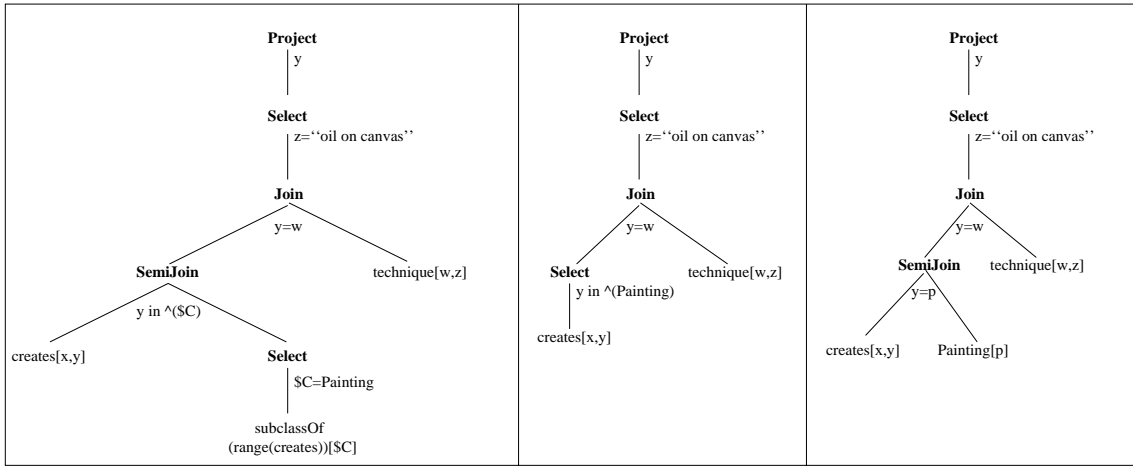 Project
y
Select
z=‘‘oil on canvas’’
Join
y=w
SemiJoin
technique[w,z]
y in ^($C)
creates[x,y]
Select
$C=Painting
subclassOf
(range(creates))[$C]
Project
y
Select
z=‘‘oil on canvas’’
Join
y=w
Select
technique[w,z]
y in ^(Painting)
creates[x,y]
Project
y
Select
z=‘‘oil on canvas’’
Join
y=w
SemiJoin
technique[w,z]
y=p
creates[x,y]
Painting[p]